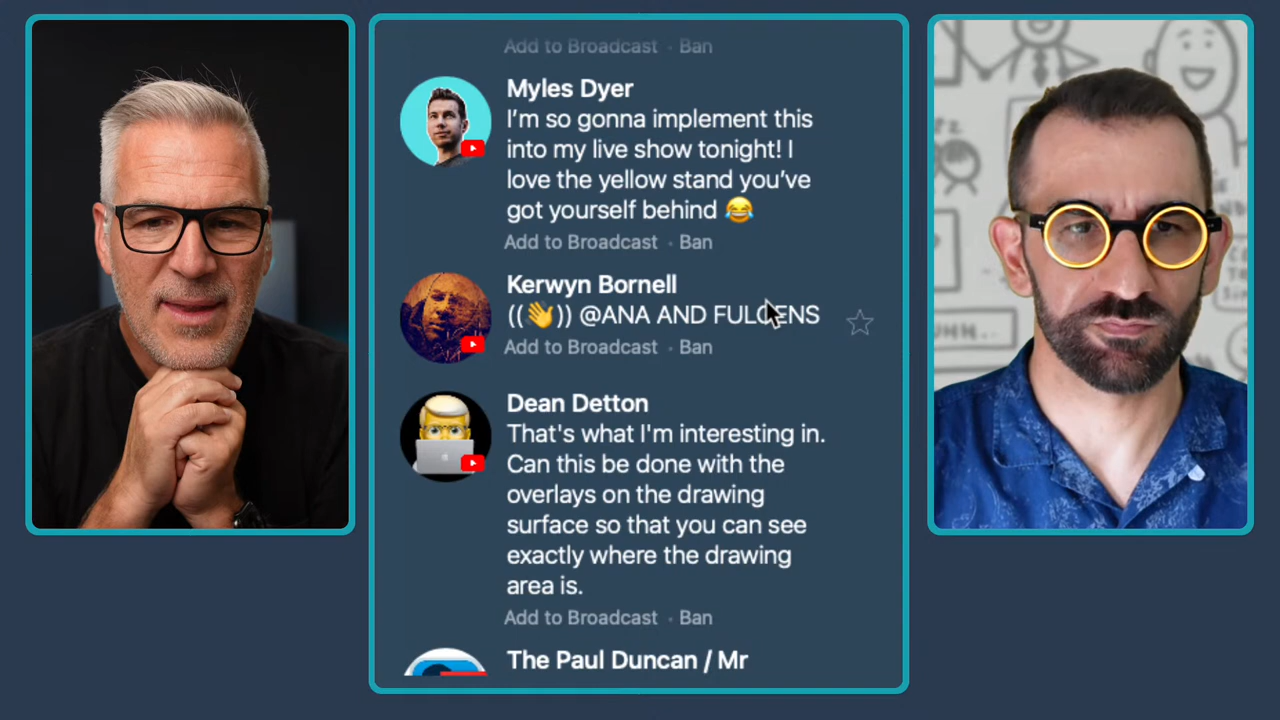 Add to Broadcast • Ban
Myles Dyer
I'm so gonna implement this
into my live show tonight! I
love the yellow stand you've
got yourself behind 😂
Add to Broadcast • Ban
Kerwyn Bornell
((👋)) @ANA AND
Add to Broadcast • Ban
Dean Detton
That's what I'm interesting in.
Can this be done with the
overlays on the drawing
surface so that you can see
exactly where the drawing
area is.
Add to Broadcast • Ban
The Paul Duncan / Mr